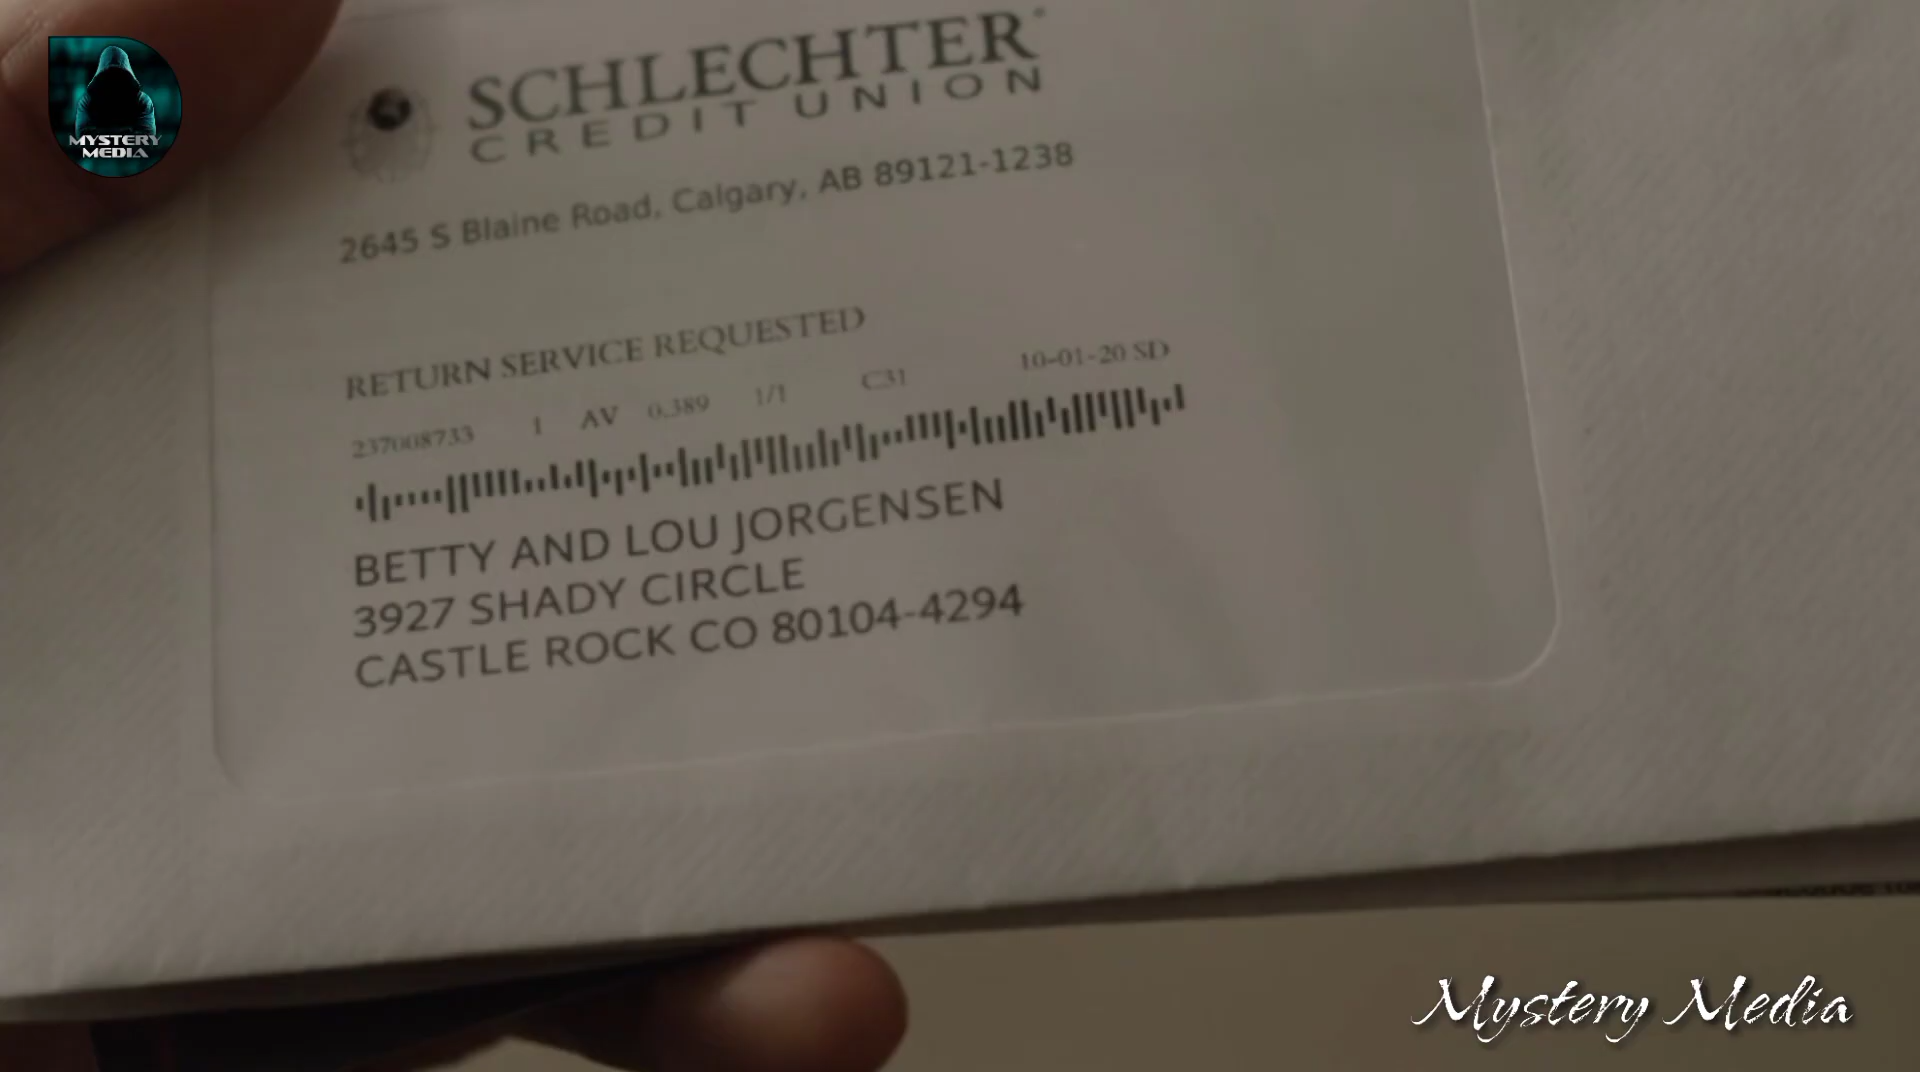 SCHLECHTER
CREDIT UNION
2645 S Blaine Road, Calgary, AB 89121-1238
RETURN SERVICE REQUESTED
237008733 1 AV 0.389 1/1 C31 10-01-20 SD
BETTY AND LOU JORGENSEN
3927 SHADY CIRCLE
CASTLE ROCK CO 80104-4294
MYSTERY
MEDIA
Mystery Media